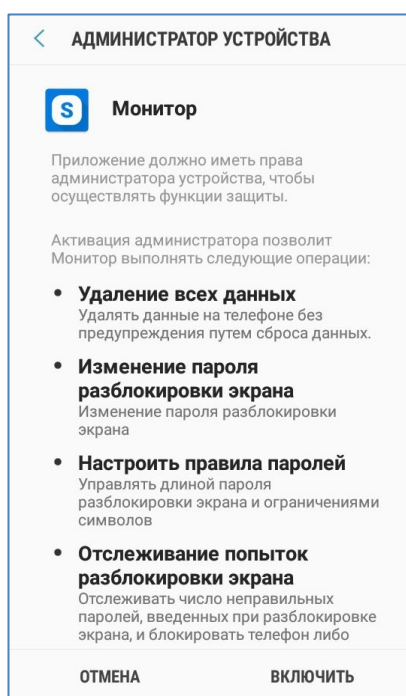 АДМИНИСТРАТОР УСТРОЙСТВА
S
Монитор
Приложение должно иметь права
администратора устройства, чтобы
осуществлять функции защиты.
Активация администратора позволит
Монитор выполнять следующие операции:
• Удаление всех данных
Удалять данные на телефоне без
предупреждения путем сброса данных.
• Изменение пароля
разблокировки экрана
Изменение пароля разблокировки
экрана
• Настроить правила паролей
Управлять длиной пароля
разблокировки экрана и ограничениями
символов
• Отслеживание попыток
разблокировки экрана
Отслеживать число неправильных
паролей, введенных при разблокировке
экрана, и блокировать телефон либо
ОТМЕНА ВКЛЮЧИТЬ